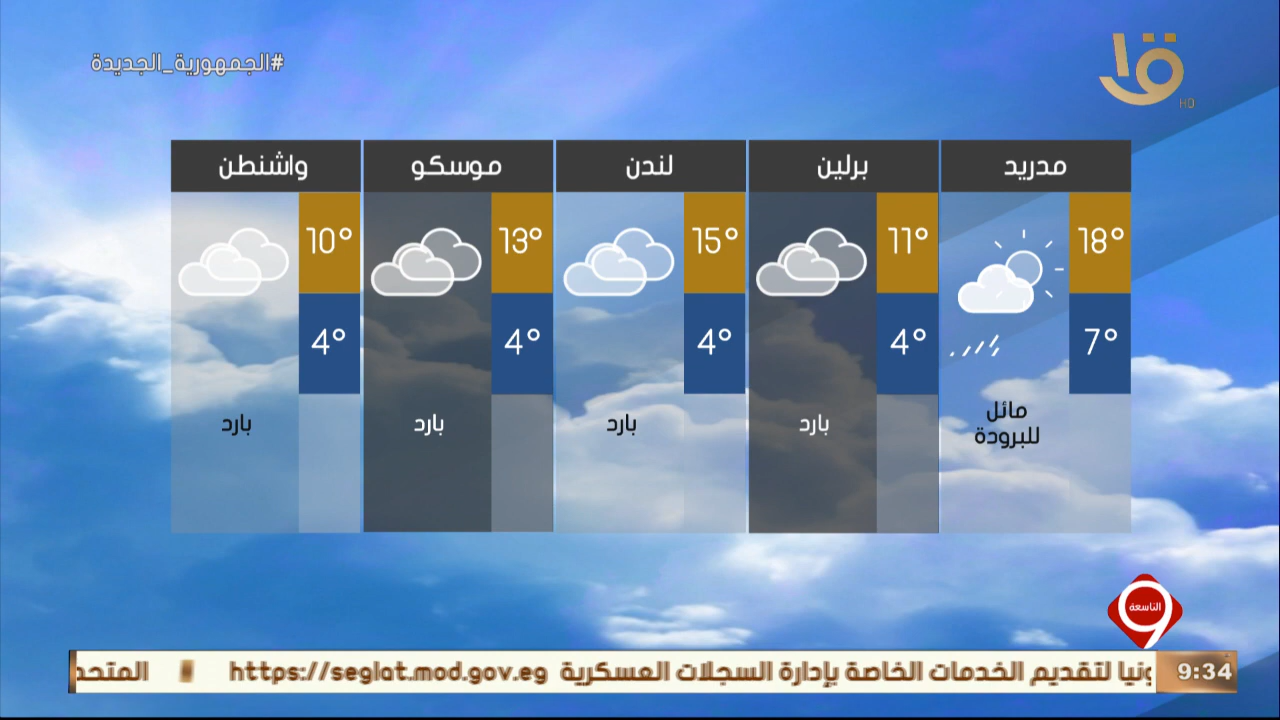 #الجمهورية_الجديدة
HD
مدريد
18°
7°
مائل
للبرودة
برلين
11°
4°
بارد
لندن
15°
4°
بارد
موسكو
13°
4°
بارد
واشنطن
10°
4°
بارد
التاسعة
9
9:34
لتقديم الخدمات الخاصة بإدارة السجلات العسكرية https://seglat.mod.gov.eg